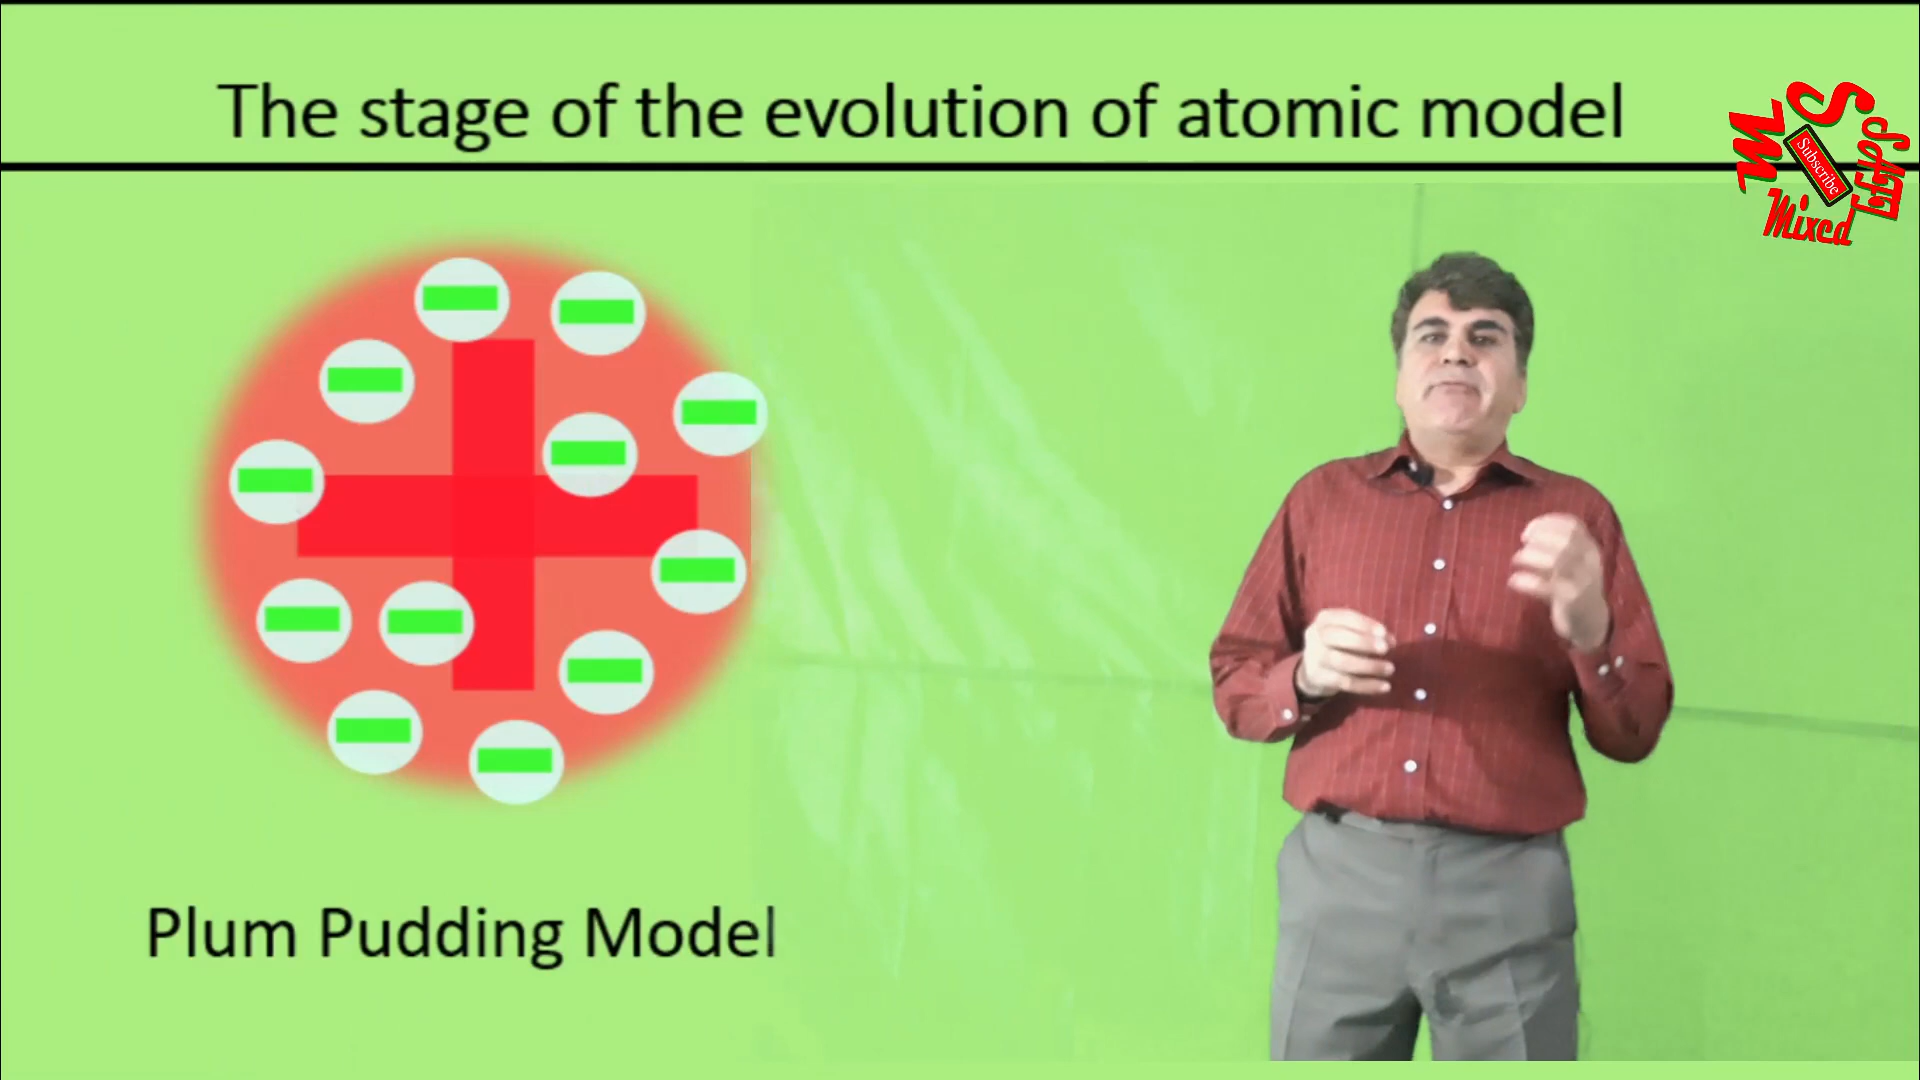 The stage of the evolution of atomic model
M S
Subscribe
Mixed
Plum Pudding Model